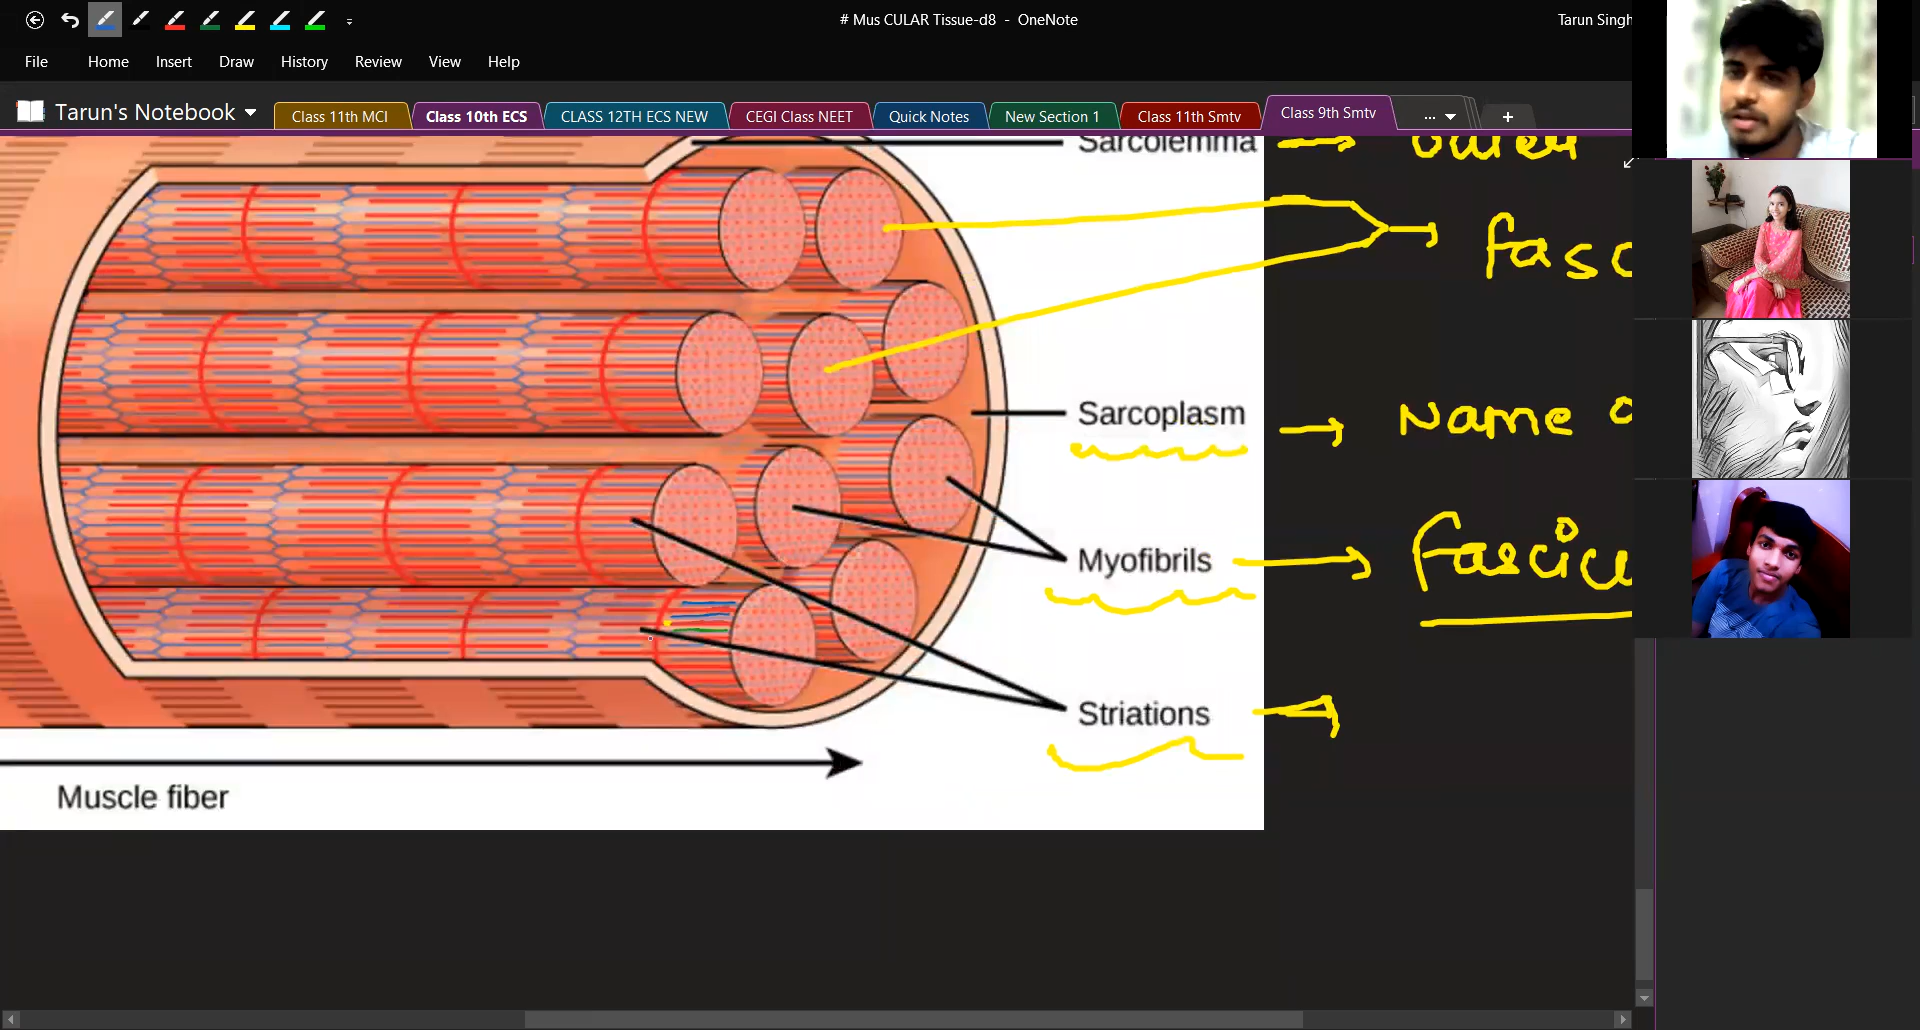 # Mus CULAR Tissue-d8 - OneNote
Tarun Singh
File Home Insert Draw History Review View Help
Tarun's Notebook
Class 11th MCI
Class 10th ECS
CLASS 12TH ECS NEW
CEGI Class NEET
Quick Notes
New Section 1
Class 11th Smtv
Class 9th Smtv
...
+
Sarcolemma
fasc
Sarcoplasm
Name o
Myofibrils
fascicu
Striations
Muscle fiber